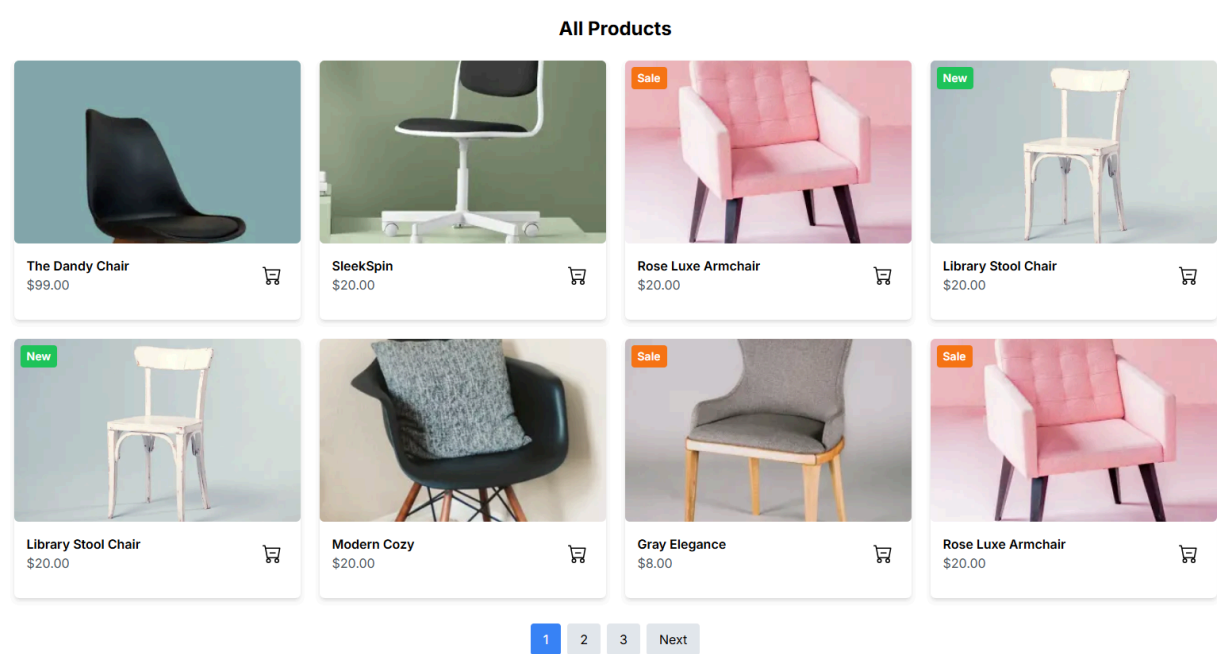 All Products
Sale
New
The Dandy Chair
$99.00
SleekSpin
$20.00
Rose Luxe Armchair
$20.00
Library Stool Chair
$20.00
New
Sale
Sale
Library Stool Chair
$20.00
Modern Cozy
$20.00
Gray Elegance
$8.00
Rose Luxe Armchair
$20.00
1 2 3 Next